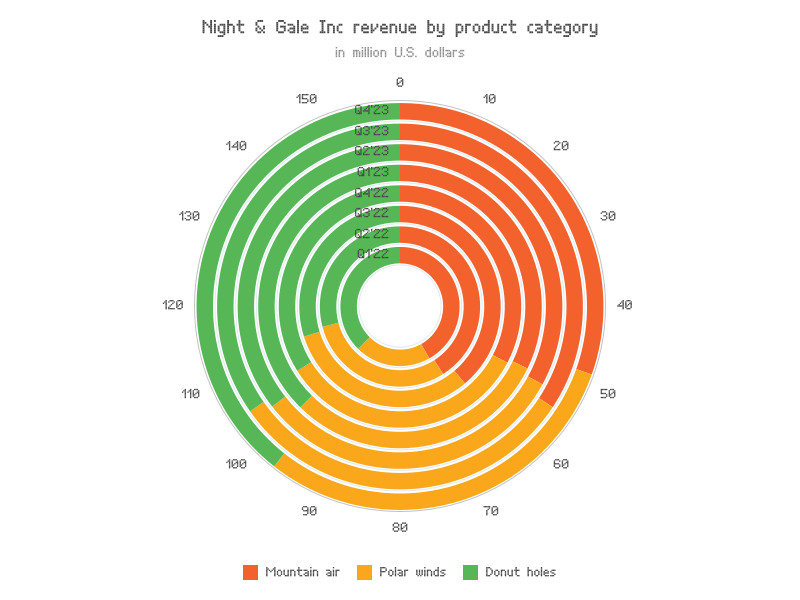 Night & Gale Inc revenue by product category
in million U.S. dollars
0
10
20
30
40
50
60
70
80
90
100
110
120
130
140
150
Q4'23
Q3'23
Q2'23
Q1'23
Q4'22
Q3'22
Q2'22
Q1'22
Mountain air
Polar winds
Donut holes